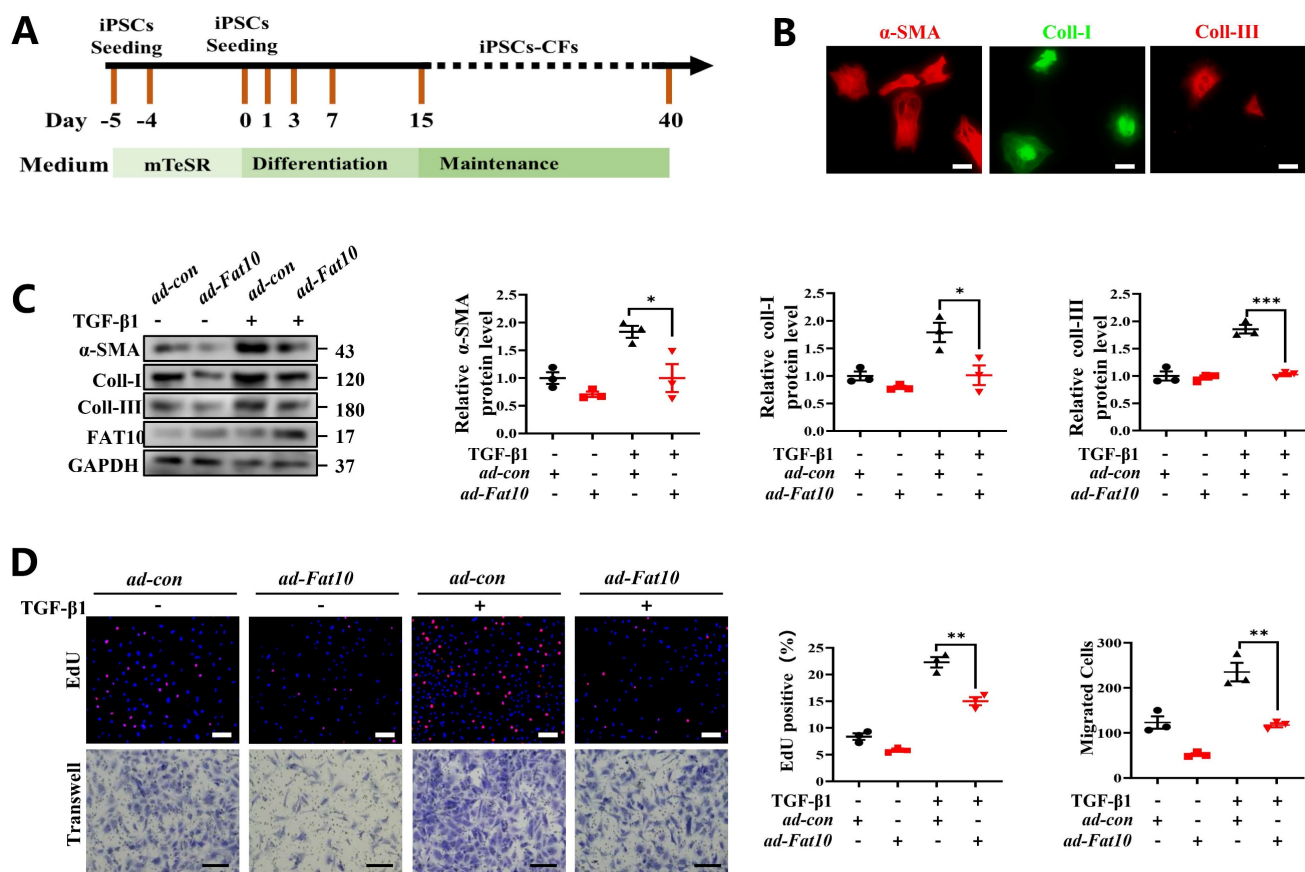 A
iPSCs Seeding
iPSCs Seeding
iPSCs-CFs
Day -5 -4 0 1 3 7 15 40
Medium mTeSR Differentiation Maintenance
B
α-SMA Coll-I Coll-III
C
ad-con ad-Fat10 ad-con ad-Fat10
TGF-β1 - - + +
α-SMA 43
Coll-I 120
Coll-III 180
FAT10 17
GAPDH 37
Relative α-SMA protein level
2.5
2.0
1.5
1.0
0.5
0.0
*
TGF-β1 - - + +
ad-con + - + -
ad-Fat10 - + - +
Relative coll-I protein level
2.5
2.0
1.5
1.0
0.5
0.0
*
TGF-β1 - - + +
ad-con + - + -
ad-Fat10 - + - +
Relative coll-III protein level
2.5
2.0
1.5
1.0
0.5
0.0
***
TGF-β1 - - + +
ad-con + - + -
ad-Fat10 - + - +
D
ad-con ad-Fat10 ad-con ad-Fat10
TGF-β1 - - + +
EdU
Transwell
EdU positive (%)
25
20
15
10
5
0
**
TGF-β1 - - + +
ad-con + - + -
ad-Fat10 - + - +
Migrated Cells
300
200
100
0
**
TGF-β1 - - + +
ad-con + - + -
ad-Fat10 - + - +